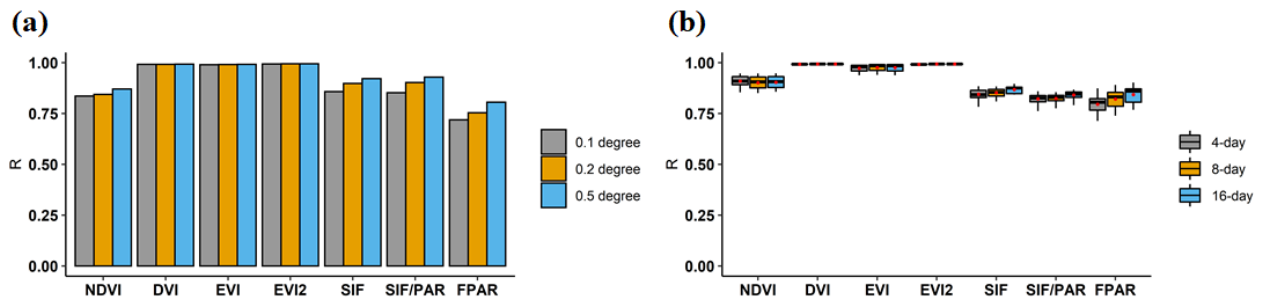 (a)
1.00
0.75
0.50
0.25
0.00
R
NDVI DVI EVI EVI2 SIF SIF/PAR FPAR
0.1 degree
0.2 degree
0.5 degree
(b)
1.00
0.75
0.50
0.25
0.00
R
NDVI DVI EVI EVI2 SIF SIF/PAR FPAR
4-day
8-day
16-day